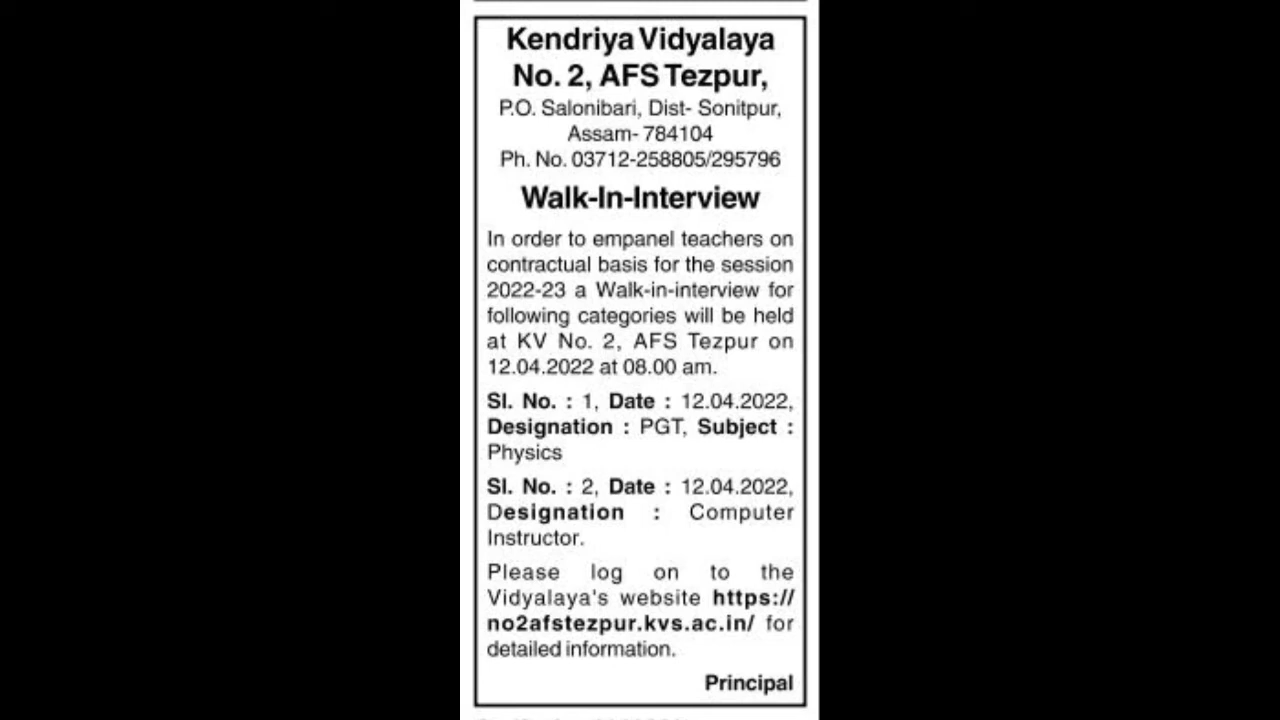 Kendriya Vidyalaya
No. 2, AFS Tezpur,
P.O. Salonibari, Dist- Sonitpur,
Assam- 784104
Ph. No. 03712-258805/295796
Walk-In-Interview
In order to empanel teachers on
contractual basis for the session
2022-23 a Walk-in-interview for
following categories will be held
at KV No. 2, AFS Tezpur on
12.04.2022 at 08.00 am.
Sl. No. : 1, Date : 12.04.2022,
Designation : PGT, Subject :
Physics
Sl. No. : 2, Date : 12.04.2022,
Designation : Computer
Instructor.
Please log on to the
Vidyalaya's website https://
no2afstezpur.kvs.ac.in/ for
detailed information.
Principal